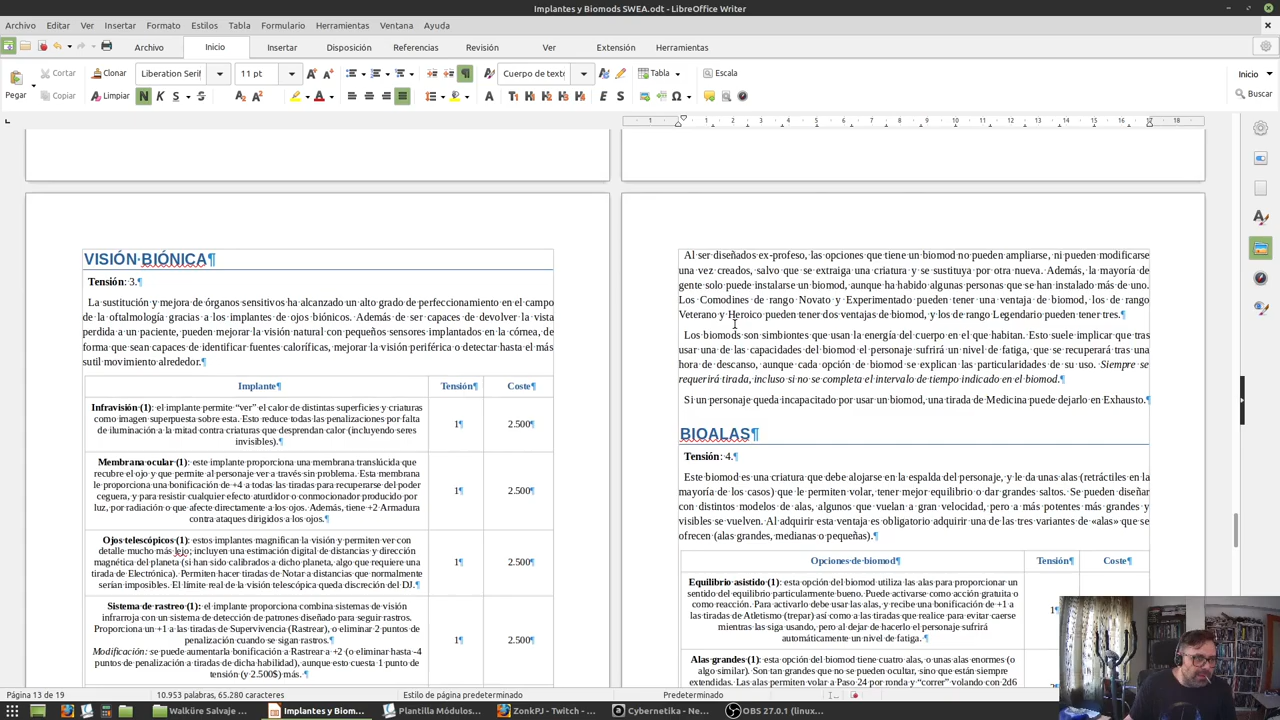 Implantes y Biomods SWEA.odt - LibreOffice Writer
Archivo Editar Ver Insertar Formato Estilos Tabla Formulario Herramientas Ventana Ayuda
Archivo Inicio Insertar Disposición Referencias Revisión Ver Extensión Herramientas
Cortar Clonar Liberation Serif 11 pt Cuerpo de texto Tabla Escala Inicio
Pegar Copiar Limpiar Buscar
VISIÓN·BIÓNICA¶
Tensión: 3.¶
La sustitución y mejora de órganos sensitivos ha alcanzado un alto grado de perfeccionamiento en el campo
de la oftalmología gracias a los implantes de ojos biónicos. Además de ser capaces de devolver la vista
perdida a un paciente, pueden mejorar la visión natural con pequeños sensores implantados en la córnea, de
forma que sean capaces de identificar fuentes caloríficas, mejorar la visión periférica o detectar hasta el más
sutil movimiento alrededor.¶
Implante¶ Tensión¶ Coste¶
Infravisión (1): el implante permite “ver” el calor de distintas superficies y criaturas
como imagen superpuesta sobre esta. Esto reduce todas las penalizaciones por falta
de iluminación a la mitad contra criaturas que desprendan calor (incluyendo seres
invisibles).¶
1¶ 2.500¶
Membrana ocular (1): este implante proporciona una membrana translúcida que
recubre el ojo y que permite al personaje ver a través sin problema. Esta membrana
le proporciona una bonificación de +4 a todas las tiradas para recuperarse del poder
ceguera, y para resistir cualquier efecto aturdidor o conmocionador producido por
luz, por radiación o que afecte directamente a los ojos. Además, tiene +2 Armadura
contra ataques dirigidos a los ojos.¶
1¶ 2.500¶
Ojos telescópicos (1): estos implantes magnifican la visión y permiten ver con
detalle mucho más lejo; incluyen una estimación digital de distancias y dirección
magnética del planeta (si han sido calibrados a dicho planeta, algo que requiere una
tirada de Electrónica). Permiten hacer tiradas de Notar a distancias que normalmente
serían imposibles. El límite real de la visión telescópica queda discreción del DJ.¶
1¶ 2.500¶
Sistema de rastreo (1): el implante proporciona combina sistemas de visión
infrarroja con un sistema de detección de patrones diseñado para seguir rastros.
Proporciona un +1 a las tiradas de Supervivencia (Rastrear), o eliminar 2 puntos de
penalización cuando se sigan rastros.¶
Modificación: se puede aumentarla bonificación a Rastrear a +2 (o eliminar hasta -4
puntos de penalización a tiradas de dicha habilidad), aunque esto cuesta 1 punto de
tensión (y 2.500$) más.¶
1¶ 2.500¶
Al ser diseñados ex-profeso, las opciones que tiene un biomod no pueden ampliarse, ni pueden modificarse
una vez creados, salvo que se extraiga una criatura y se sustituya por otra nueva. Además, la mayoría de
gente solo puede instalarse un biomod, aunque ha habido algunas personas que se han instalado más de uno.
Los Comodines de rango Novato y Experimentado pueden tener una ventaja de biomod, los de rango
Veterano y Heroico pueden tener dos ventajas de biomod, y los de rango Legendario pueden tener tres.¶
Los biomods son simbiontes que usan la energía del cuerpo en el que habitan. Esto suele implicar que tras
usar una de las capacidades del biomod el personaje sufrirá un nivel de fatiga, que se recuperará tras una
hora de descanso, aunque cada opción de biomod se explican las particularidades de su uso. Siempre se
requerirá tirada, incluso si no se completa el intervalo de tiempo indicado en el biomod.¶
Si un personaje queda incapacitado por usar un biomod, una tirada de Medicina puede dejarlo en Exhausto.¶
BIOALAS¶
Tensión: 4.¶
Este biomod es una criatura que debe alojarse en la espalda del personaje, y le da unas alas (retráctiles en la
mayoría de los casos) que le permiten volar, tener mejor equilibrio o dar grandes saltos. Se pueden diseñar
con distintos modelos de alas, algunos que vuelan a gran velocidad, pero a más potentes más grandes y
visibles se vuelven. Al adquirir esta ventaja es obligatorio adquirir una de las tres variantes de «alas» que se
ofrecen (alas grandes, medianas o pequeñas).¶
Opciones de biomod¶ Tensión¶ Coste¶
Equilibrio asistido (1): esta opción del biomod utiliza las alas para proporcionar un
sentido del equilibrio particularmente bueno. Puede activarse como acción gratuita o
como reacción. Para activarlo debe usar las alas, y recibe una bonificación de +1 a
las tiradas de Atletismo (trepar) así como a las tiradas que realice para evitar caerse
mientras las siga usando, pero al dejar de hacerlo el personaje sufrirá
automáticamente un nivel de fatiga.¶
Alas grandes (1): esta opción del biomod tiene cuatro alas, o unas alas enormes (o
algo similar). Son tan grandes que no se pueden ocultar, sino que están siempre
extendidas. Las alas permiten volar a Paso 24 por ronda y “correr” volando con 2d6
Página 13 de 19 10.953 palabras, 65.280 caracteres Estilo de página predeterminado Predeterminado
Walküre Salvaje Implantes y Biom... Plantilla Módulos... ZonkPJ - Twitch - ... Cybernetika - ... OBS 27.0.1 (linux...